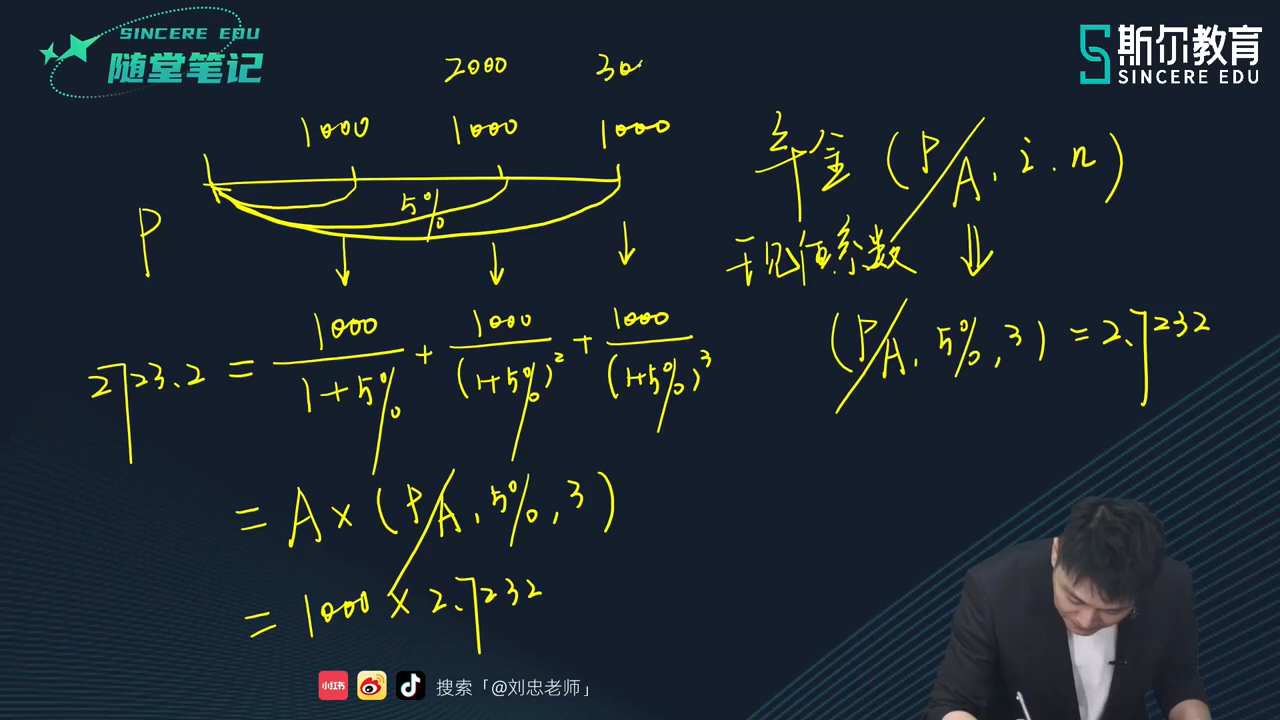 SINCERE EDU
随堂笔记
斯尔教育
SINCERE EDU
2000 30
1000 1000 1000
5%
P
年金 (P/A, i, n)
现值系数
(P/A, 5%, 3) = 2.7232
2723.2 = 1000/(1+5%) + 1000/(1+5%)² + 1000/(1+5%)³
= A × (P/A, 5%, 3)
= 1000 × 2.7232
小红书
搜索「@刘忠老师」